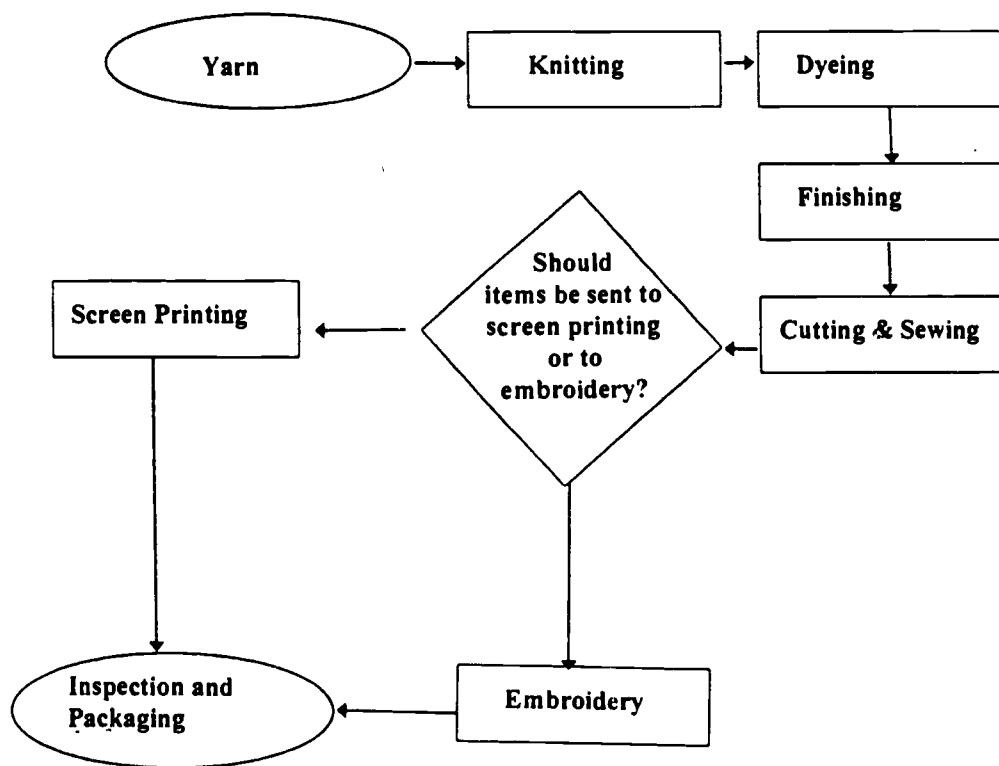 Yarn
Knitting
Dyeing
Finishing
Cutting & Sewing
Should
items be sent to
screen printing
or to
embroidery?
Screen Printing
Embroidery
Inspection and
Packaging